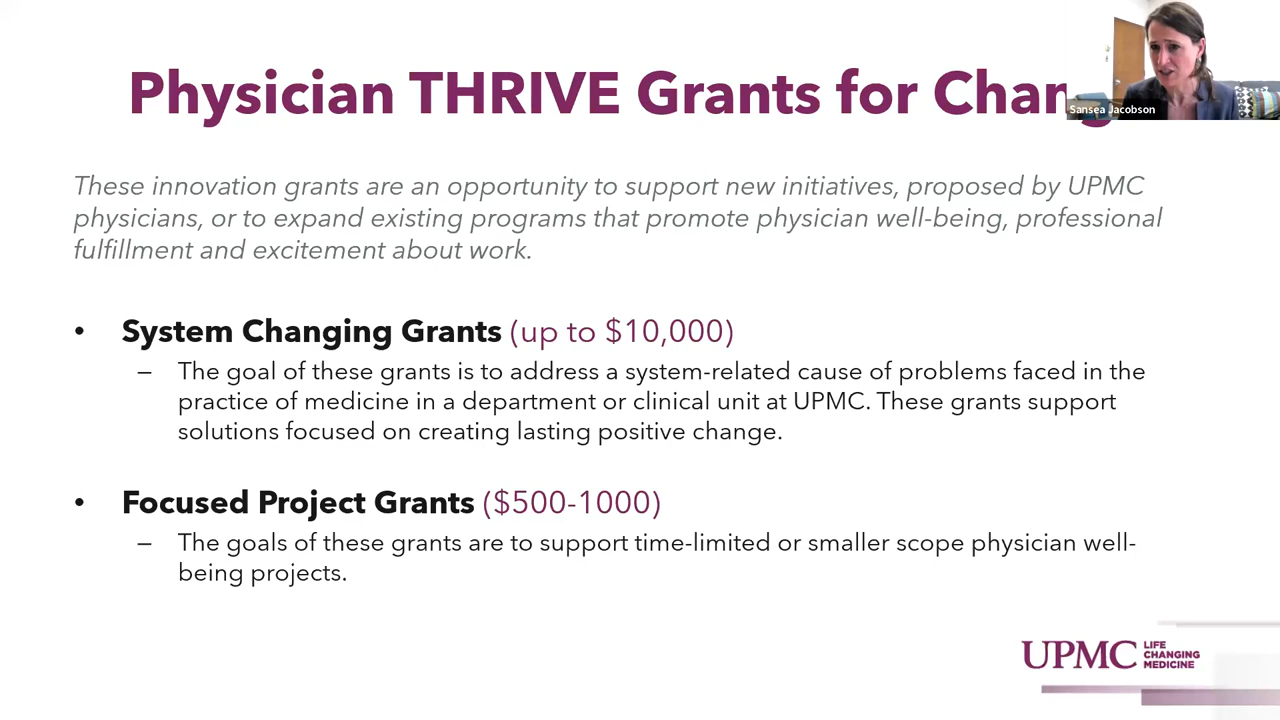 Physician THRIVE Grants for Chang
Sansea Jacobson
These innovation grants are an opportunity to support new initiatives, proposed by UPMC
physicians, or to expand existing programs that promote physician well-being, professional
fulfillment and excitement about work.
• System Changing Grants (up to $10,000)
– The goal of these grants is to address a system-related cause of problems faced in the
practice of medicine in a department or clinical unit at UPMC. These grants support
solutions focused on creating lasting positive change.
• Focused Project Grants ($500-1000)
– The goals of these grants are to support time-limited or smaller scope physician well-
being projects.
UPMC LIFE
CHANGING
MEDICINE